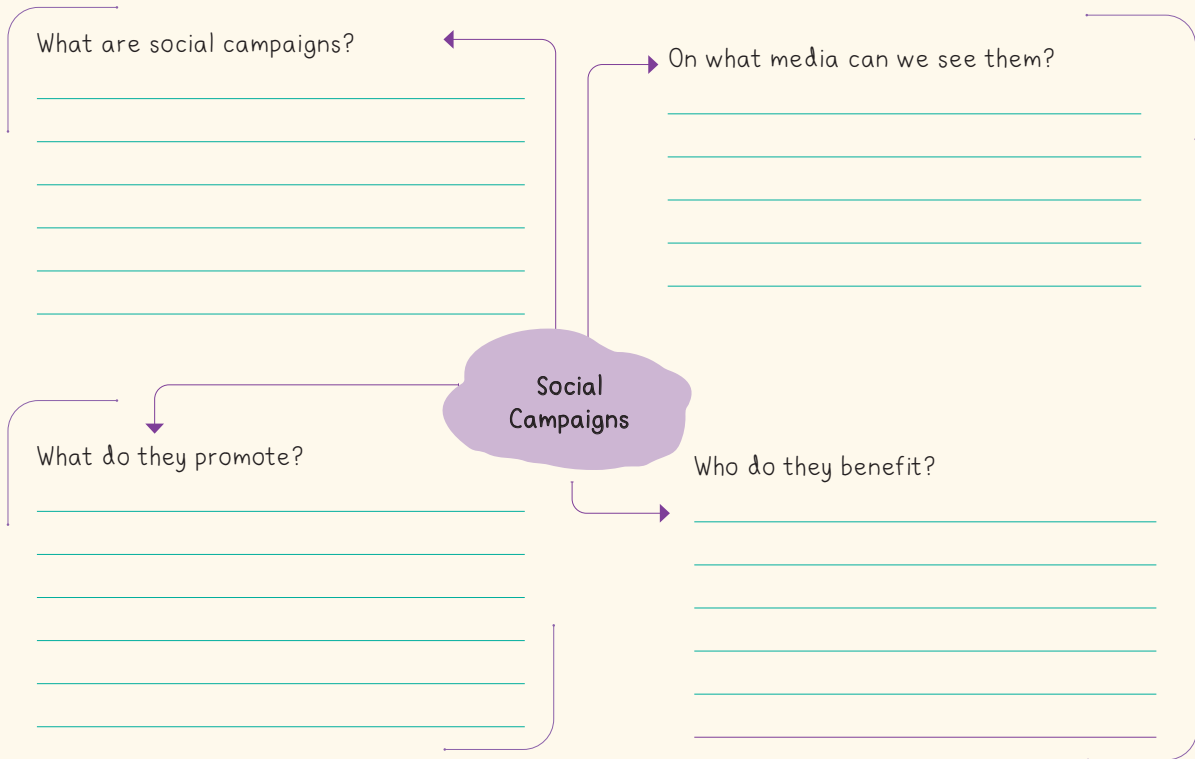 What are social campaigns?
On what media can we see them?
Social
Campaigns
What do they promote?
Who do they benefit?